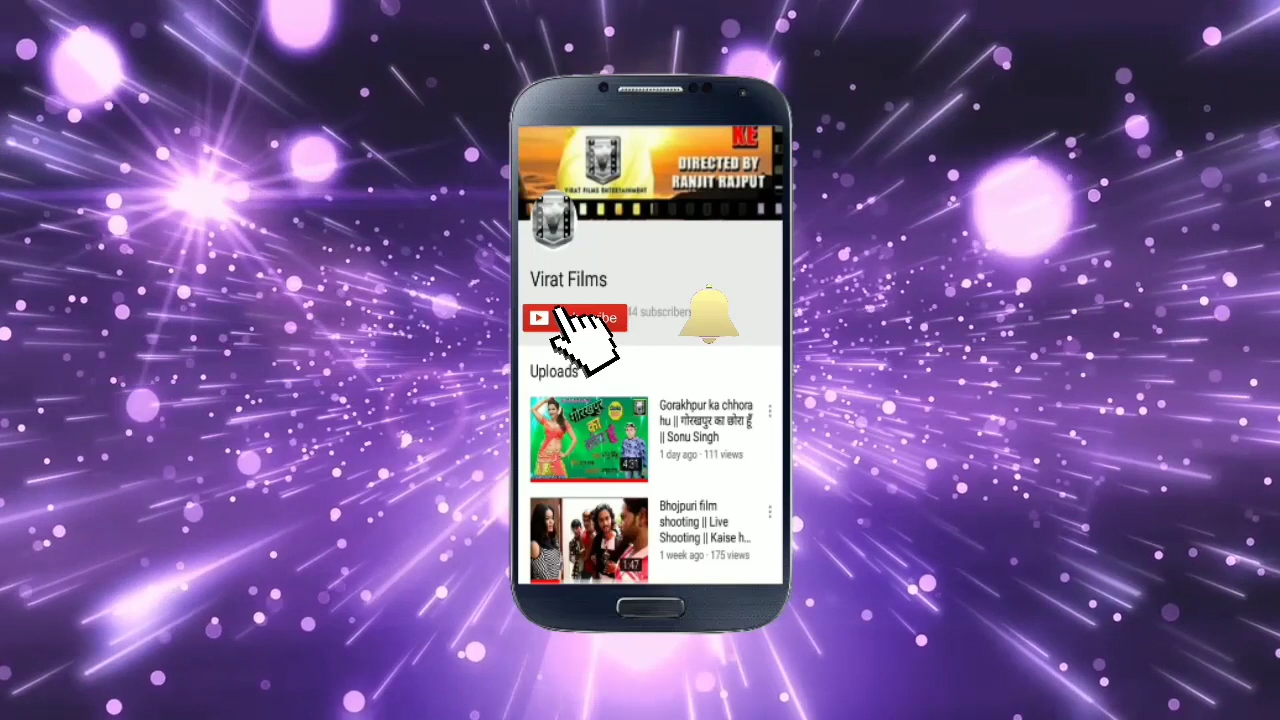 KE
DIRECTED BY
RANJIT RAJPUT
VIRAT FILMS ENTERTAINMENT
Virat Films
subscribers
Uploads
गोरखपुर
का
4:31
Gorakhpur ka chhora
hu || गोरखपुर का छोरा हूँ
|| Sonu Singh
1 day ago · 111 views
1:47
Bhojpuri film
shooting || Live
Shooting || Kaise h...
1 week ago · 175 views